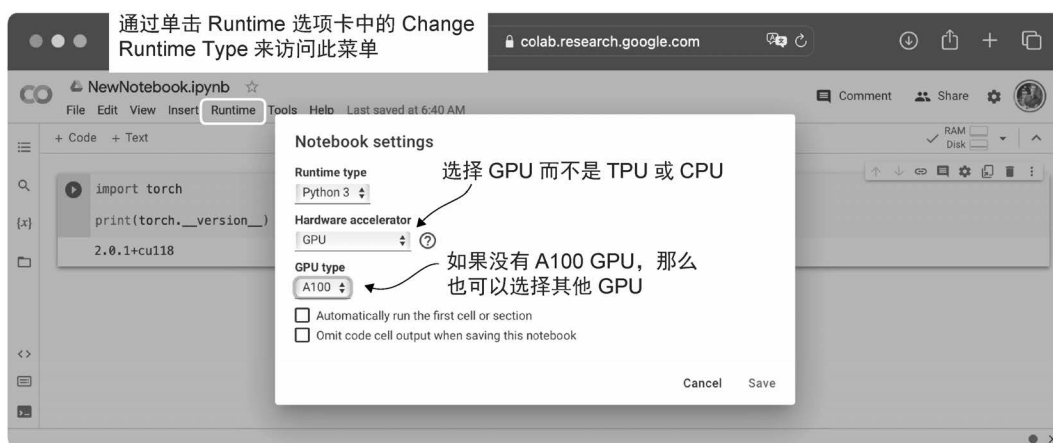 通过单击 Runtime 选项卡中的 Change
Runtime Type 来访问此菜单
colab.research.google.com
CO
NewNotebook.ipynb
File Edit View Insert Runtime Tools Help Last saved at 6:40 AM
Comment Share
+ Code + Text
RAM
Disk
import torch
print(torch.__version__)
2.0.1+cu118
{x}
Notebook settings
Runtime type
选择 GPU 而不是 TPU 或 CPU
Python 3
Hardware accelerator
GPU
GPU type
如果没有 A100 GPU，那么
也可以选择其他 GPU
A100
Automatically run the first cell or section
Omit code cell output when saving this notebook
Cancel Save